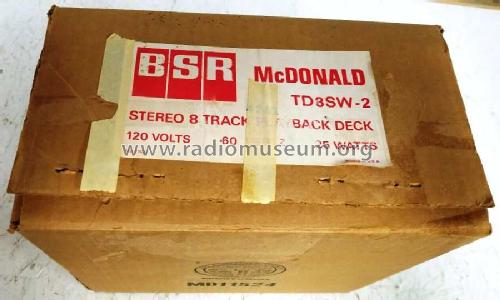 BSR McDONALD
TD8SW-2
STEREO 8 TRACK BACK DECK
120 VOLTS 60 25 WATTS
www.radiomuseum.org
MD11524